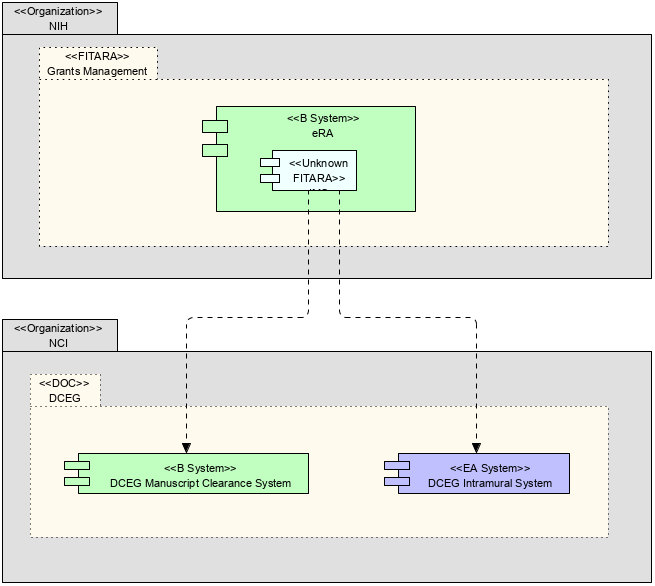 <<Organization>>
NIH
<<FITARA>>
Grants Management
<<B System>>
eRA
<<Unknown
FITARA>>
<<Organization>>
NCI
<<DOC>>
DCEG
<<B System>>
DCEG Manuscript Clearance System
<<EA System>>
DCEG Intramural System